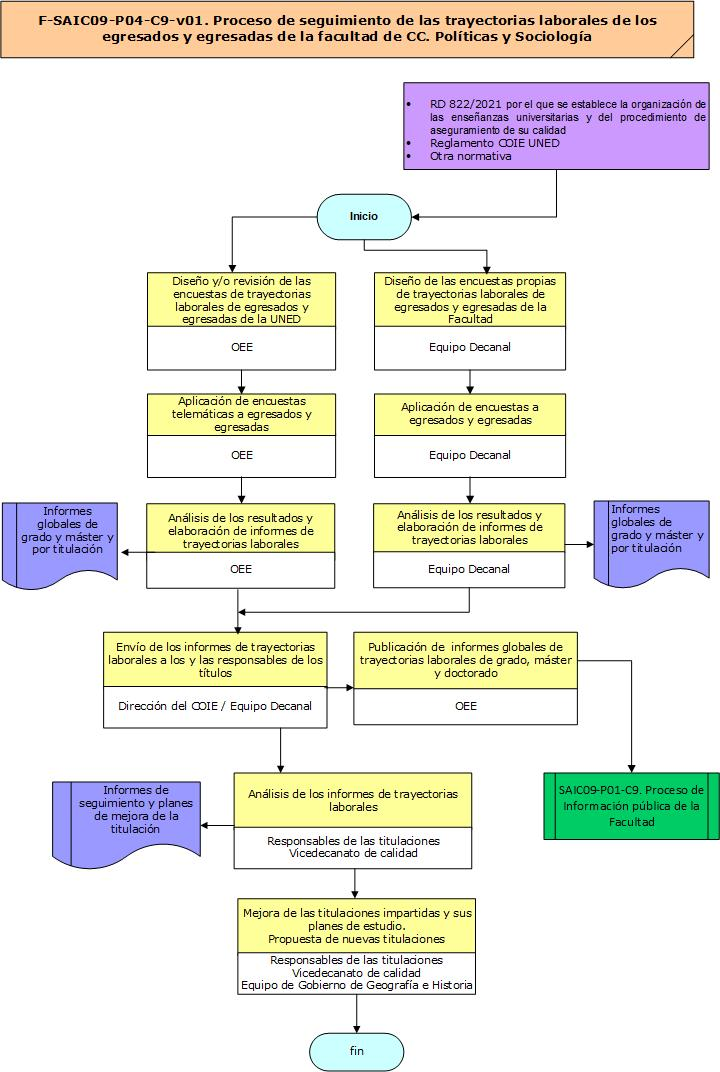 F-SAIC09-P04-C9-v01. Proceso de seguimiento de las trayectorias laborales de los
egresados y egresadas de la facultad de CC. Políticas y Sociología
• RD 822/2021 por el que se establece la organización de
las enseñanzas universitarias y del procedimiento de
aseguramiento de su calidad
• Reglamento COIE UNED
• Otra normativa
Inicio
Diseño y/o revisión de las
encuestas de trayectorias
laborales de egresados y
egresadas de la UNED
OEE
Diseño de las encuestas propias
de trayectorias laborales de
egresados y egresadas de la
Facultad
Equipo Decanal
Aplicación de encuestas
telemáticas a egresados y
egresadas
OEE
Aplicación de encuestas a
egresados y egresadas
Equipo Decanal
Informes
globales de
grado y máster y
por titulación
Análisis de los resultados y
elaboración de informes de
trayectorias laborales
OEE
Análisis de los resultados y
elaboración de informes de
trayectorias laborales
Equipo Decanal
Informes
globales de
grado y máster y
por titulación
Envío de los informes de trayectorias
laborales a los y las responsables de los
títulos
Dirección del COIE / Equipo Decanal
Publicación de informes globales de
trayectorias laborales de grado, máster
y doctorado
OEE
Informes de
seguimiento y planes
de mejora de la
titulación
Análisis de los informes de trayectorias
laborales
Responsables de las titulaciones
Vicedecanato de calidad
SAIC09-P01-C9. Proceso de
Información pública de la
Facultad
Mejora de las titulaciones impartidas y sus
planes de estudio.
Propuesta de nuevas titulaciones
Responsables de las titulaciones
Vicedecanato de calidad
Equipo de Gobierno de Geografía e Historia
fin